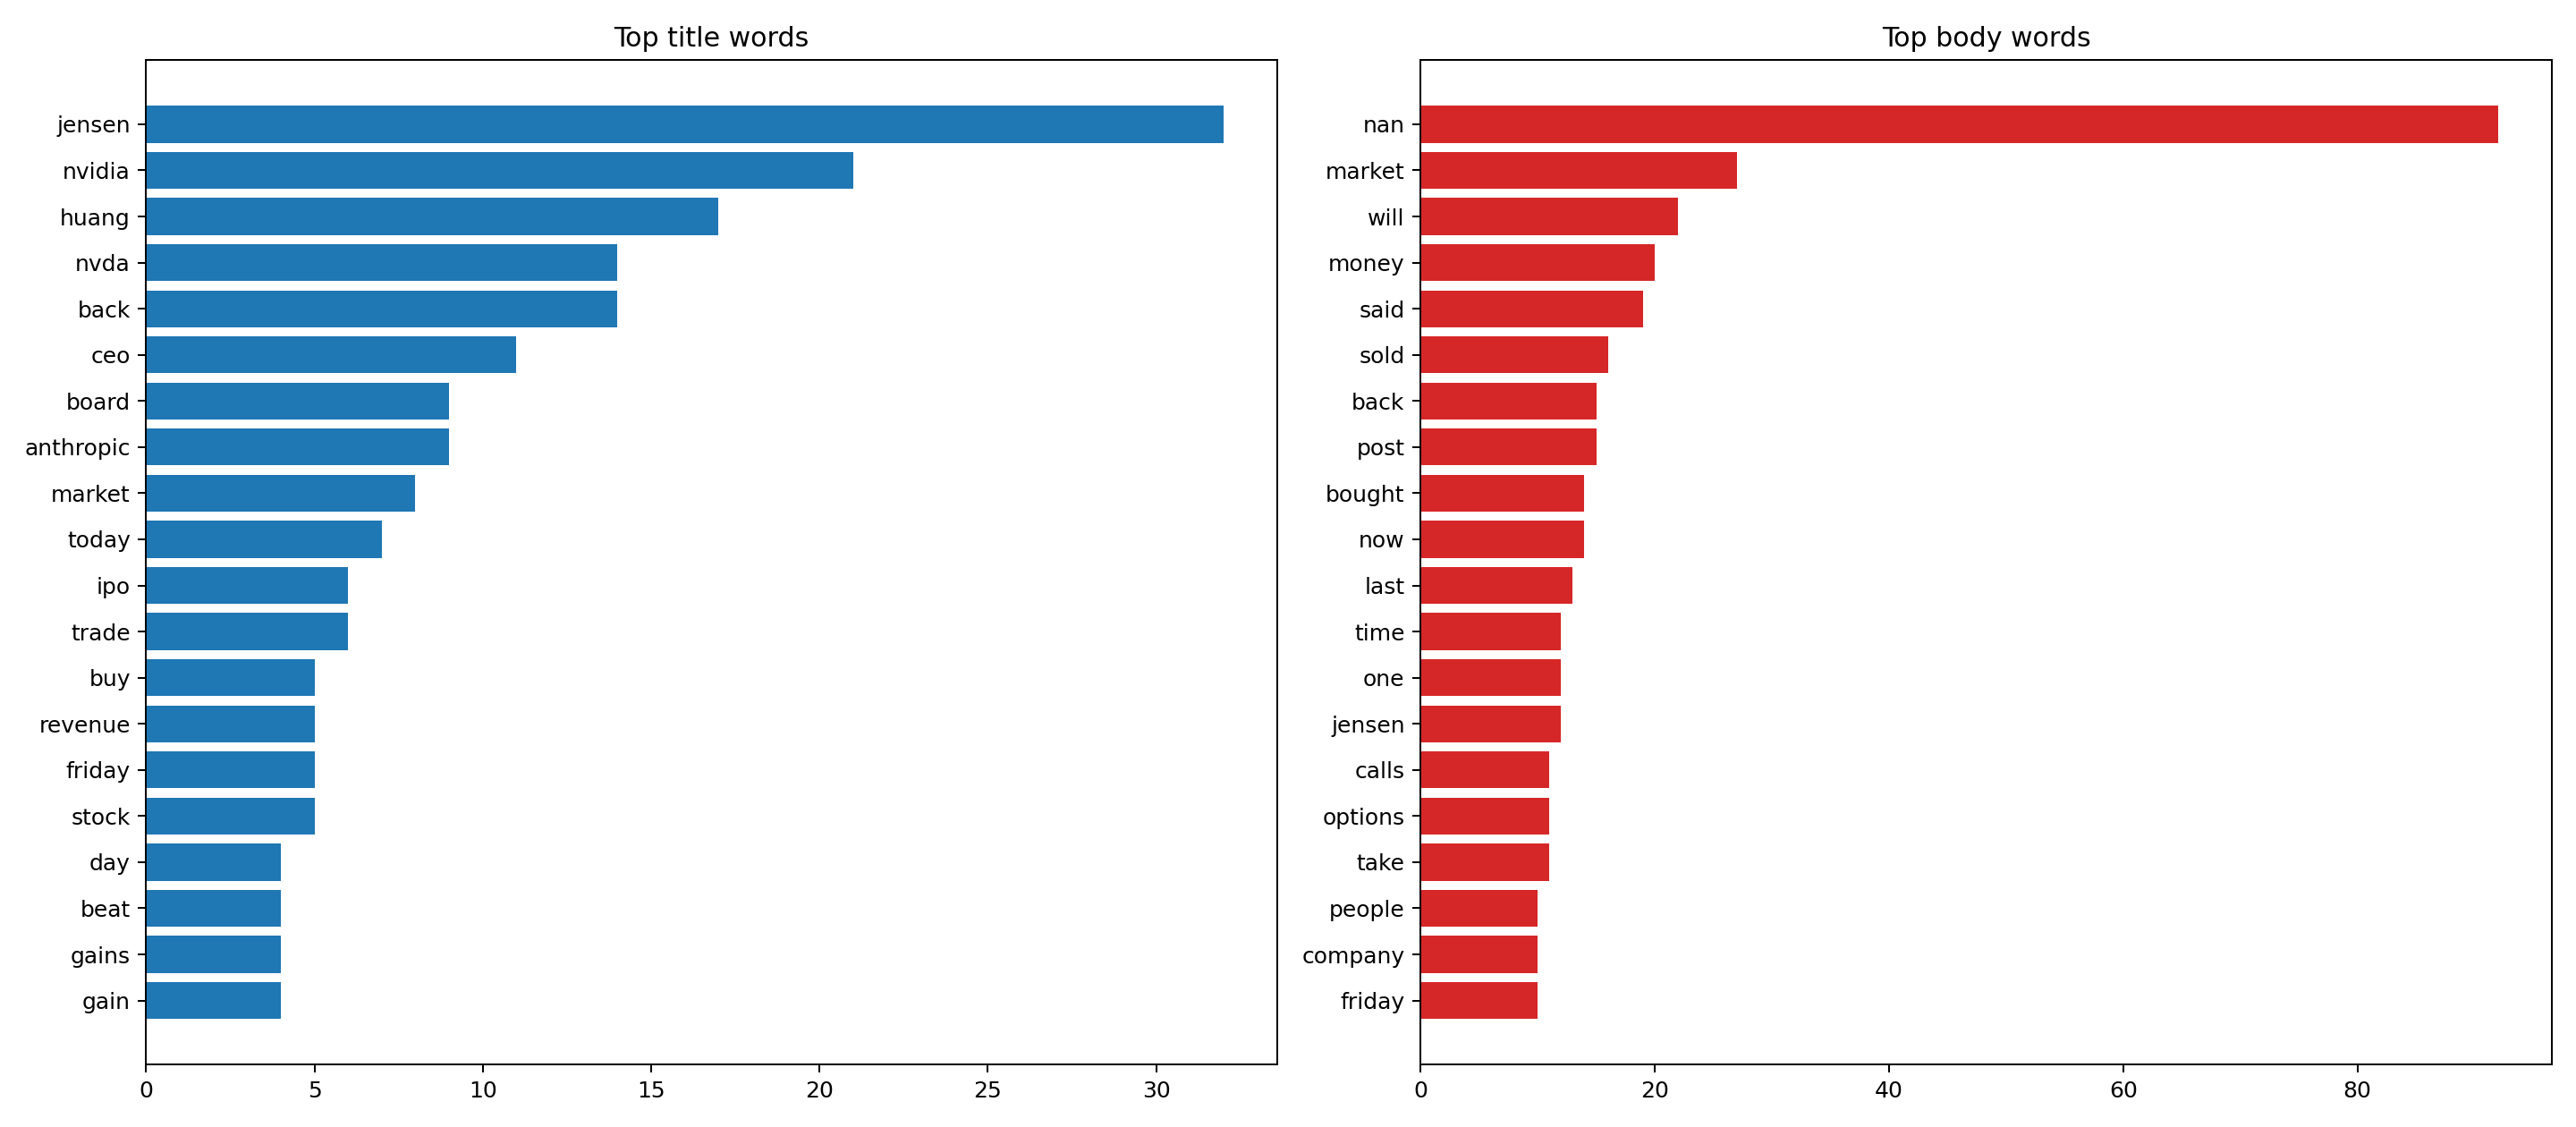 Top title words
jensen
nvidia
huang
nvda
back
ceo
board
anthropic
market
today
ipo
trade
buy
revenue
friday
stock
day
beat
gains
gain
0 5 10 15 20 25 30
Top body words
nan
market
will
money
said
sold
back
post
bought
now
last
time
one
jensen
calls
options
take
people
company
friday
0 20 40 60 80